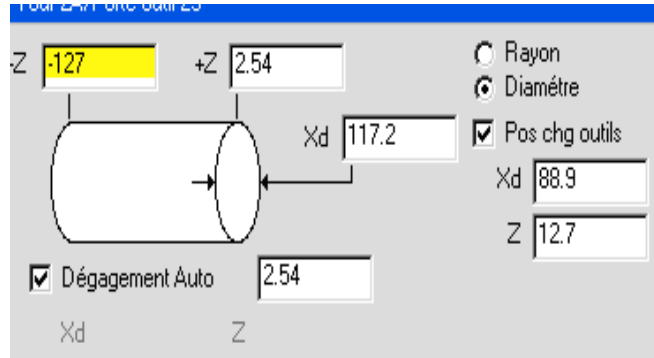 -Z -127 +Z 2.54 Rayon
Diamétre
Xd 117.2 Pos chg outils
Xd 88.9
Z 12.7
Dégagement Auto 2.54
Xd Z